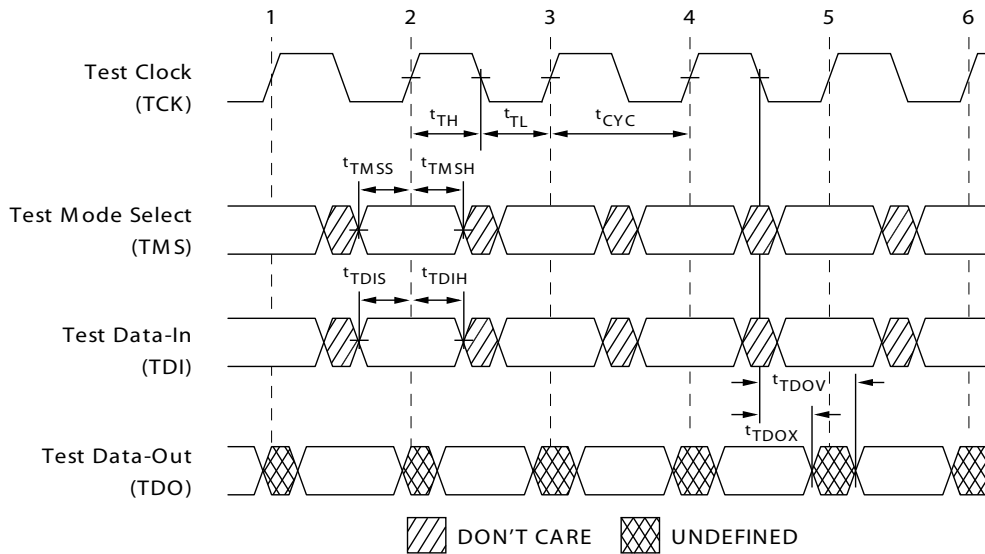 1 2 3 4 5 6
Test Clock
(TCK)
tTH tTL tCYC
tTMSS tTMSH
Test Mode Select
(TMS)
tTDIS tTDIH
Test Data-In
(TDI)
tTDOV
tTDOX
Test Data-Out
(TDO)
DON'T CARE UNDEFINED